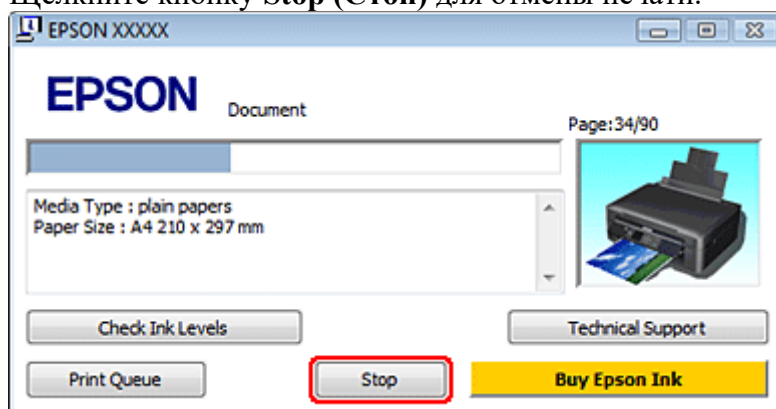 Щелкните кнопку Stop (Стоп) для отмены печати.
EPSON XXXXX
EPSON
Document
Page:34/90
Media Type : plain papers
Paper Size : A4 210 x 297 mm
Check Ink Levels
Technical Support
Print Queue
Stop
Buy Epson Ink